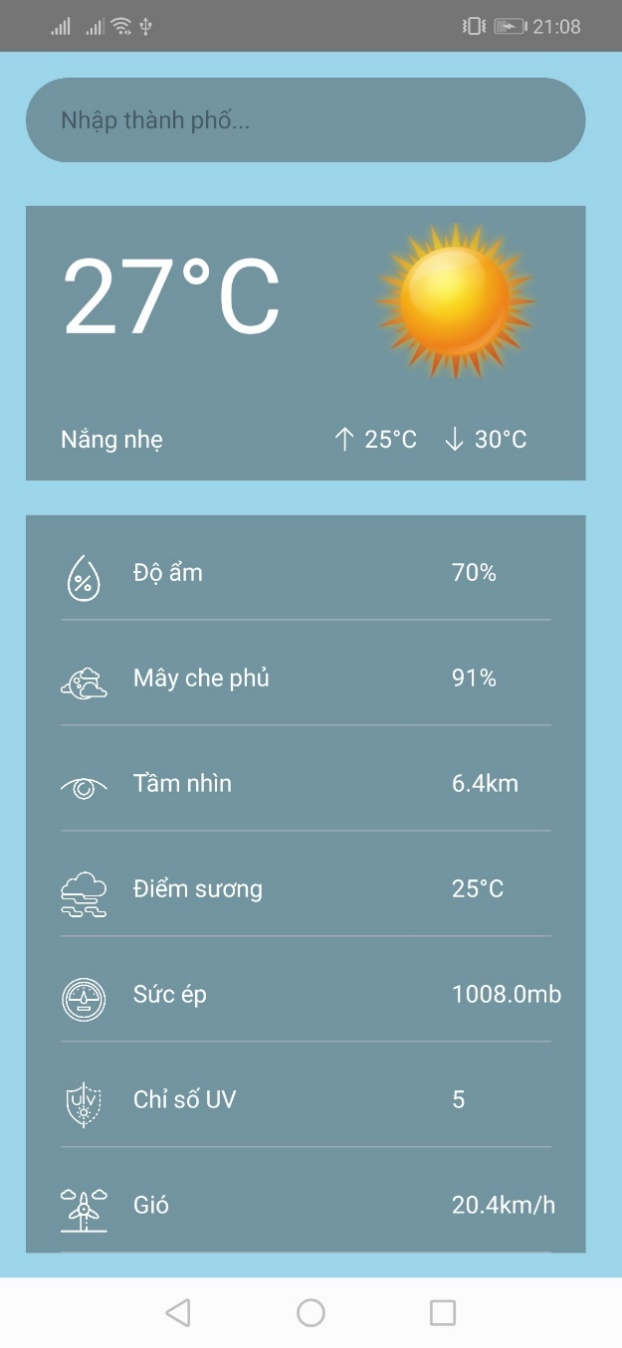 21:08
Nhập thành phố...
27°C
Nắng nhẹ ↑ 25°C ↓ 30°C
% Độ ẩm 70%
Mây che phủ 91%
Tầm nhìn 6.4km
Điểm sương 25°C
Sức ép 1008.0mb
UV Chỉ số UV 5
Gió 20.4km/h